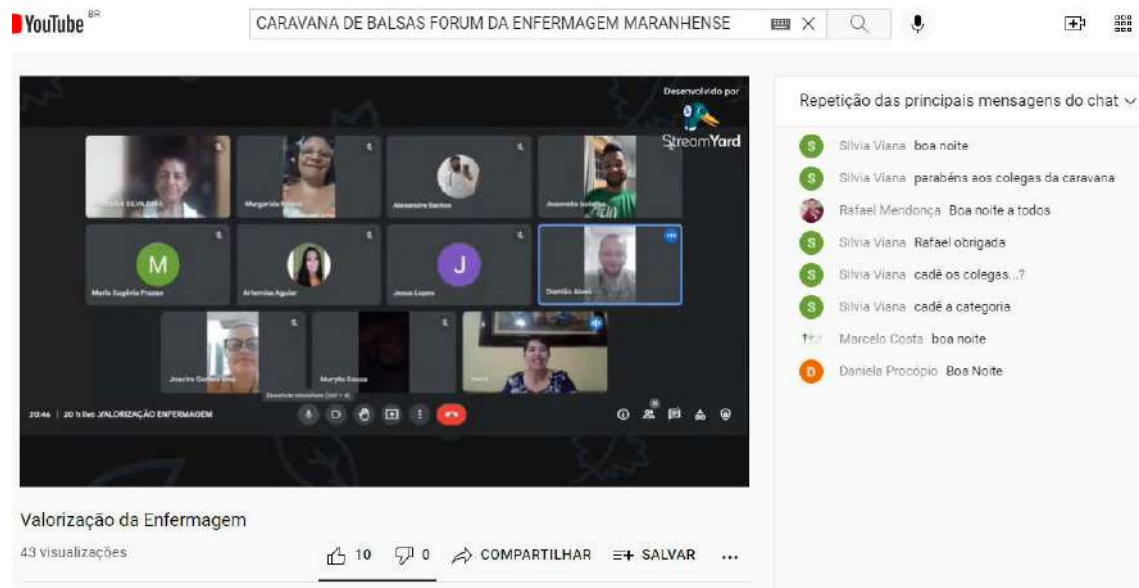 YouTube BR
CARAVANA DE BALSAS FORUM DA ENFERMAGEM MARANHENSE
Desenvolvido por
StreamYard
Alexandre Santos
M
Maria Eugênia Frazao
Artemisa Aguiar
J
Jesus Lopes
Damião Alves
20:46 | 20 h live .VALORIZAÇÃO ENFERMAGEM
Valorização da Enfermagem
43 visualizações
10
0
COMPARTILHAR
SALVAR
Repetição das principais mensagens do chat
S Silvia Viana boa noite
S Silvia Viana parabéns aos colegas da caravana
Rafael Mendonça Boa noite a todos
S Silvia Viana Rafael obrigada
S Silvia Viana cadê os colegas...?
S Silvia Viana cadê a categoria
Marcelo Costa boa noite
D Daniela Procópio Boa Noite